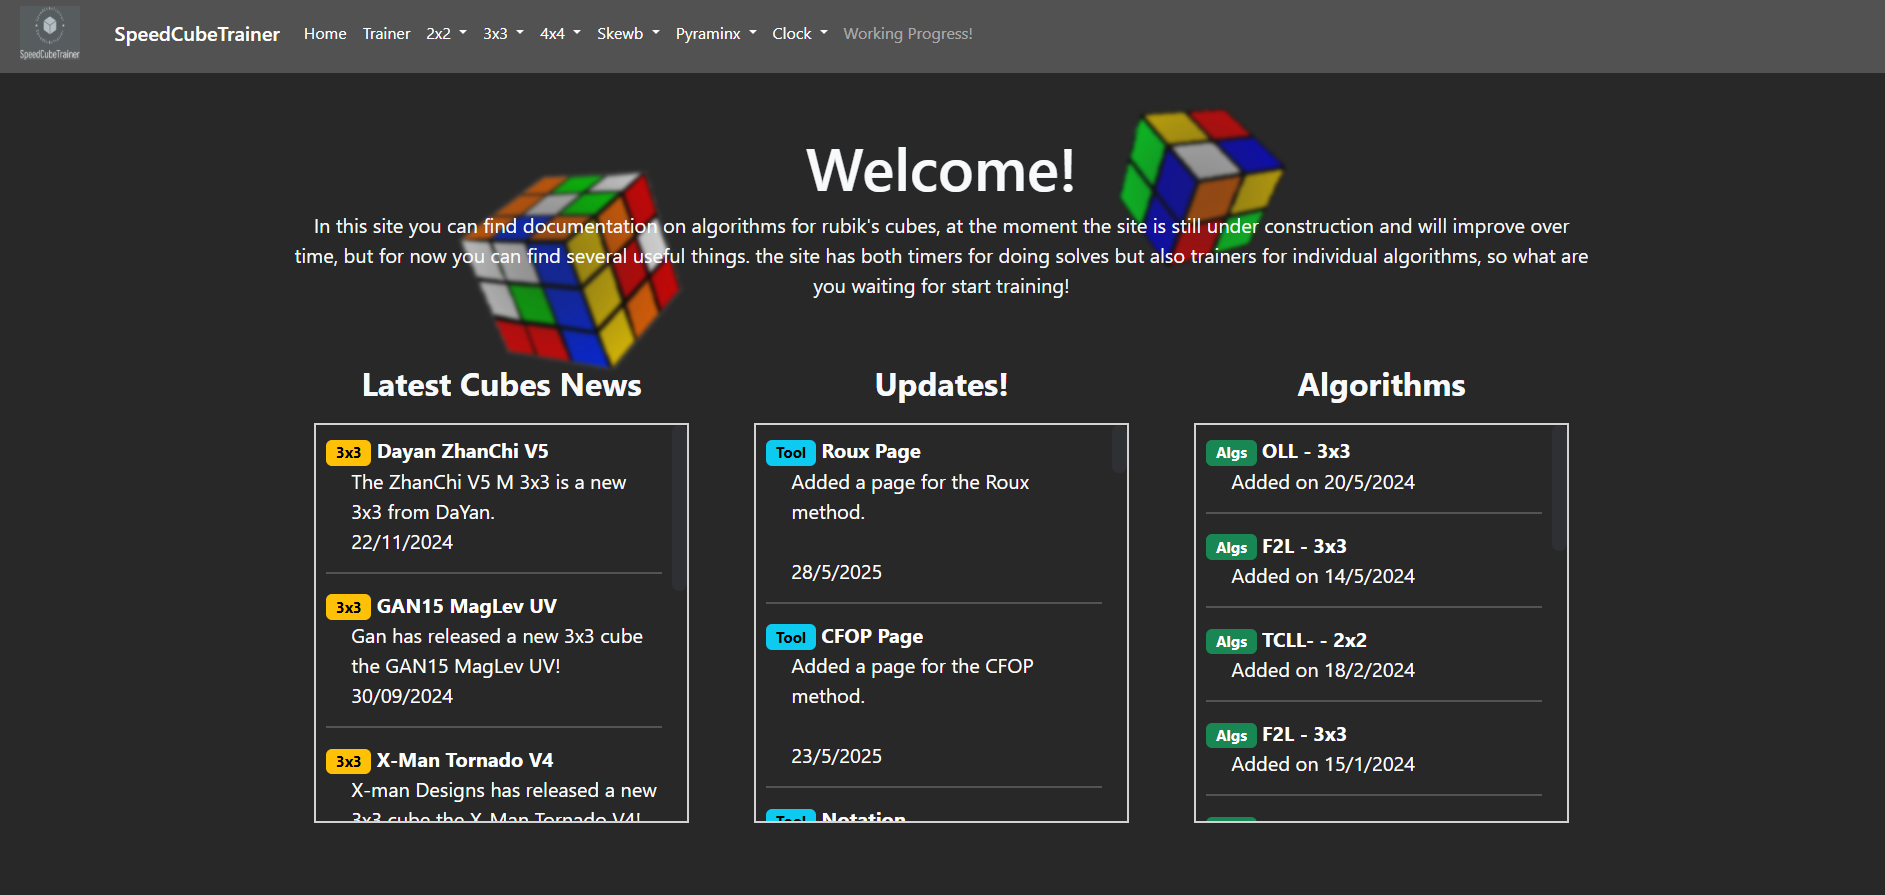 SpeedCubeTrainer
SpeedCubeTrainer Home Trainer 2x2 3x3 4x4 Skewb Pyraminx Clock Working Progress!
Welcome!
In this site you can find documentation on algorithms for rubik's cubes, at the moment the site is still under construction and will improve over
time, but for now you can find several useful things. the site has both timers for doing solves but also trainers for individual algorithms, so what are
you waiting for start training!
Latest Cubes News
3x3 Dayan ZhanChi V5
The ZhanChi V5 M 3x3 is a new
3x3 from DaYan.
22/11/2024
3x3 GAN15 MagLev UV
Gan has released a new 3x3 cube
the GAN15 MagLev UV!
30/09/2024
3x3 X-Man Tornado V4
X-man Designs has released a new
3x3 cube the X-Man Tornado V4!
Updates!
Tool Roux Page
Added a page for the Roux
method.
28/5/2025
Tool CFOP Page
Added a page for the CFOP
method.
23/5/2025
Tool Notation
Algorithms
Algs OLL - 3x3
Added on 20/5/2024
Algs F2L - 3x3
Added on 14/5/2024
Algs TCLL- - 2x2
Added on 18/2/2024
Algs F2L - 3x3
Added on 15/1/2024